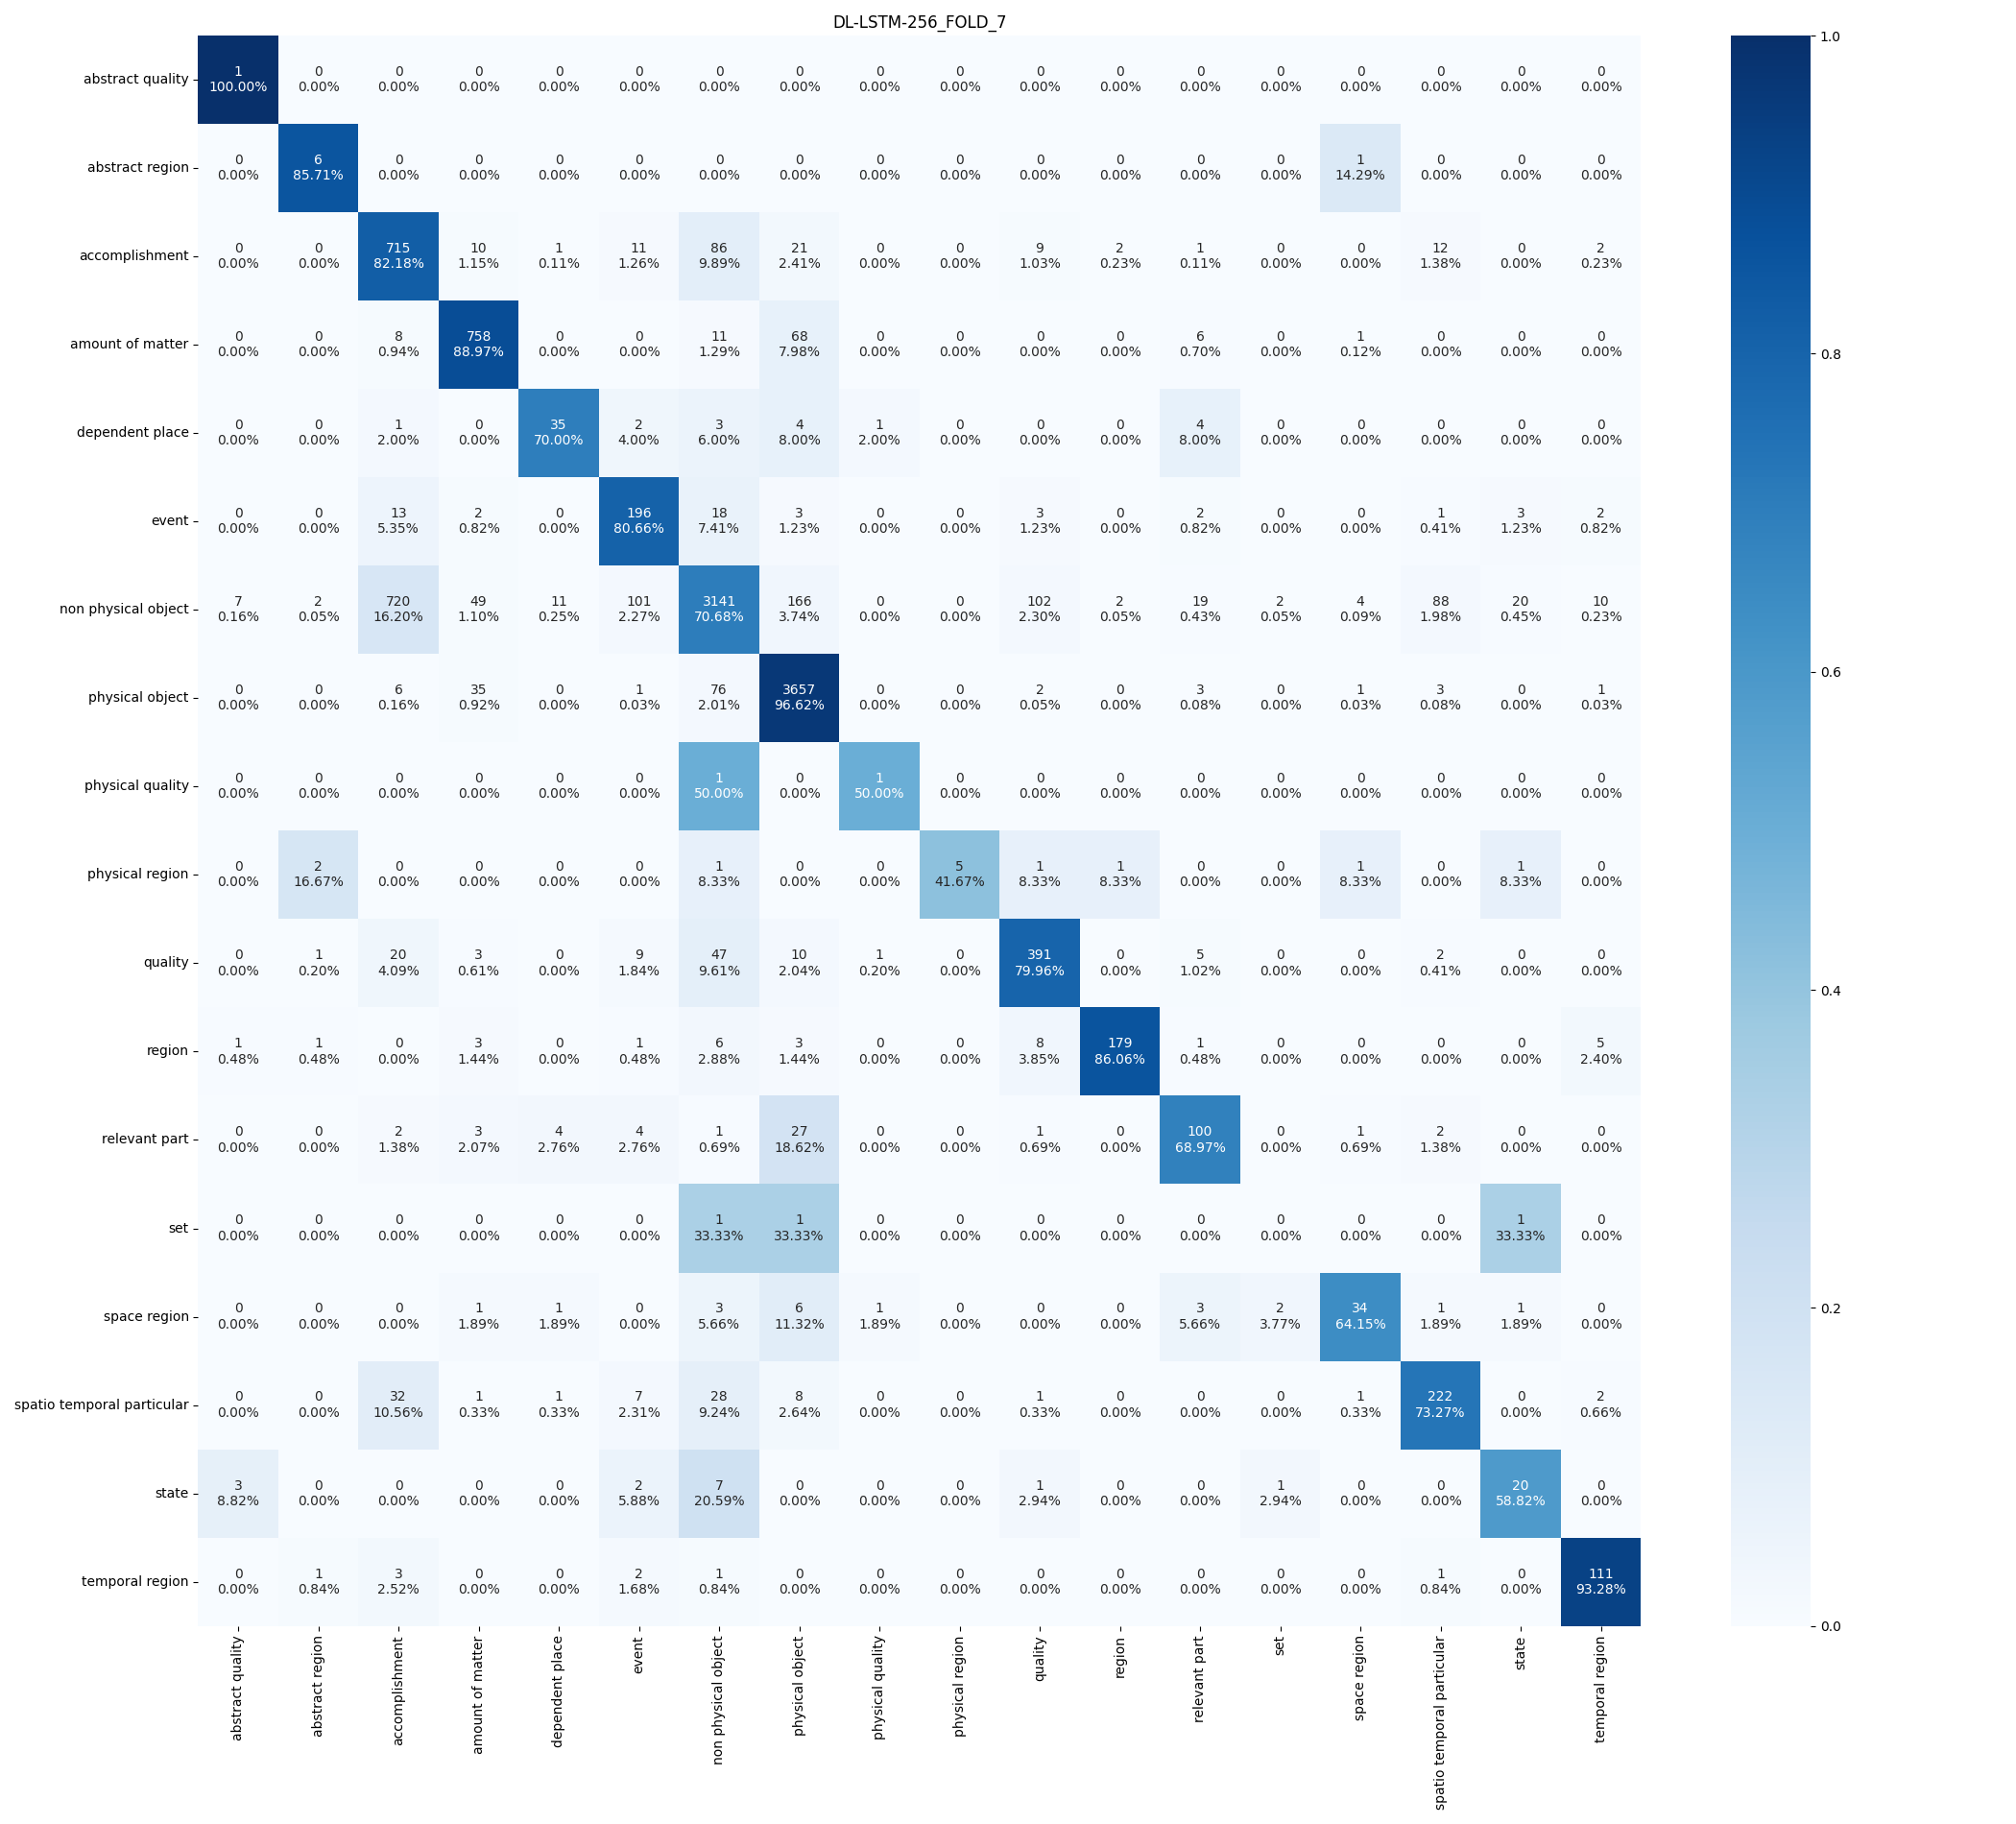 DL-LSTM-256_FOLD_7
abstract quality
1 0 0 0 0 0 0 0 0 0 0 0 0 0 0 0 0 0
100.00% 0.00% 0.00% 0.00% 0.00% 0.00% 0.00% 0.00% 0.00% 0.00% 0.00% 0.00% 0.00% 0.00% 0.00% 0.00% 0.00% 0.00%
abstract region
0 6 0 0 0 0 0 0 0 0 0 0 0 0 1 0 0 0
0.00% 85.71% 0.00% 0.00% 0.00% 0.00% 0.00% 0.00% 0.00% 0.00% 0.00% 0.00% 0.00% 0.00% 14.29% 0.00% 0.00% 0.00%
accomplishment
0 0 715 10 1 11 86 21 0 0 9 2 1 0 0 12 0 2
0.00% 0.00% 82.18% 1.15% 0.11% 1.26% 9.89% 2.41% 0.00% 0.00% 1.03% 0.23% 0.11% 0.00% 0.00% 1.38% 0.00% 0.23%
amount of matter
0 0 8 758 0 0 11 68 0 0 0 0 6 0 1 0 0 0
0.00% 0.00% 0.94% 88.97% 0.00% 0.00% 1.29% 7.98% 0.00% 0.00% 0.00% 0.00% 0.70% 0.00% 0.12% 0.00% 0.00% 0.00%
dependent place
0 0 1 0 35 2 3 4 1 0 0 0 4 0 0 0 0 0
0.00% 0.00% 2.00% 0.00% 70.00% 4.00% 6.00% 8.00% 2.00% 0.00% 0.00% 0.00% 8.00% 0.00% 0.00% 0.00% 0.00% 0.00%
event
0 0 13 2 0 196 18 3 0 0 3 0 2 0 0 1 3 2
0.00% 0.00% 5.35% 0.82% 0.00% 80.66% 7.41% 1.23% 0.00% 0.00% 1.23% 0.00% 0.82% 0.00% 0.00% 0.41% 1.23% 0.82%
non physical object
7 2 720 49 11 101 3141 166 0 0 102 2 19 2 4 88 20 10
0.16% 0.05% 16.20% 1.10% 0.25% 2.27% 70.68% 3.74% 0.00% 0.00% 2.30% 0.05% 0.43% 0.05% 0.09% 1.98% 0.45% 0.23%
physical object
0 0 6 35 0 1 76 3657 0 0 2 0 3 0 1 3 0 1
0.00% 0.00% 0.16% 0.92% 0.00% 0.03% 2.01% 96.62% 0.00% 0.00% 0.05% 0.00% 0.08% 0.00% 0.03% 0.08% 0.00% 0.03%
physical quality
0 0 0 0 0 0 1 0 1 0 0 0 0 0 0 0 0 0
0.00% 0.00% 0.00% 0.00% 0.00% 0.00% 50.00% 0.00% 50.00% 0.00% 0.00% 0.00% 0.00% 0.00% 0.00% 0.00% 0.00% 0.00%
physical region
0 2 0 0 0 0 1 0 0 5 1 1 0 0 1 0 1 0
0.00% 16.67% 0.00% 0.00% 0.00% 0.00% 8.33% 0.00% 0.00% 41.67% 8.33% 8.33% 0.00% 0.00% 8.33% 0.00% 8.33% 0.00%
quality
0 1 20 3 0 9 47 10 1 0 391 0 5 0 0 2 0 0
0.00% 0.20% 4.09% 0.61% 0.00% 1.84% 9.61% 2.04% 0.20% 0.00% 79.96% 0.00% 1.02% 0.00% 0.00% 0.41% 0.00% 0.00%
region
1 1 0 3 0 1 6 3 0 0 8 179 1 0 0 0 0 5
0.48% 0.48% 0.00% 1.44% 0.00% 0.48% 2.88% 1.44% 0.00% 0.00% 3.85% 86.06% 0.48% 0.00% 0.00% 0.00% 0.00% 2.40%
relevant part
0 0 2 3 4 4 1 27 0 0 1 0 100 0 1 2 0 0
0.00% 0.00% 1.38% 2.07% 2.76% 2.76% 0.69% 18.62% 0.00% 0.00% 0.69% 0.00% 68.97% 0.00% 0.69% 1.38% 0.00% 0.00%
set
0 0 0 0 0 0 1 1 0 0 0 0 0 0 0 0 1 0
0.00% 0.00% 0.00% 0.00% 0.00% 0.00% 33.33% 33.33% 0.00% 0.00% 0.00% 0.00% 0.00% 0.00% 0.00% 0.00% 33.33% 0.00%
space region
0 0 0 1 1 0 3 6 1 0 0 0 3 2 34 1 1 0
0.00% 0.00% 0.00% 1.89% 1.89% 0.00% 5.66% 11.32% 1.89% 0.00% 0.00% 0.00% 5.66% 3.77% 64.15% 1.89% 1.89% 0.00%
spatio temporal particular
0 0 32 1 1 7 28 8 0 0 1 0 0 0 1 222 0 2
0.00% 0.00% 10.56% 0.33% 0.33% 2.31% 9.24% 2.64% 0.00% 0.00% 0.33% 0.00% 0.00% 0.00% 0.33% 73.27% 0.00% 0.66%
state
3 0 0 0 0 2 7 0 0 0 1 0 0 1 0 0 20 0
8.82% 0.00% 0.00% 0.00% 0.00% 5.88% 20.59% 0.00% 0.00% 0.00% 2.94% 0.00% 0.00% 2.94% 0.00% 0.00% 58.82% 0.00%
temporal region
0 1 3 0 0 2 1 0 0 0 0 0 0 0 0 1 0 111
0.00% 0.84% 2.52% 0.00% 0.00% 1.68% 0.84% 0.00% 0.00% 0.00% 0.00% 0.00% 0.00% 0.00% 0.00% 0.84% 0.00% 93.28%
abstract quality
abstract region
accomplishment
amount of matter
dependent place
event
non physical object
physical object
physical quality
physical region
quality
region
relevant part
set
space region
spatio temporal particular
state
temporal region
1.0
0.8
0.6
0.4
0.2
0.0